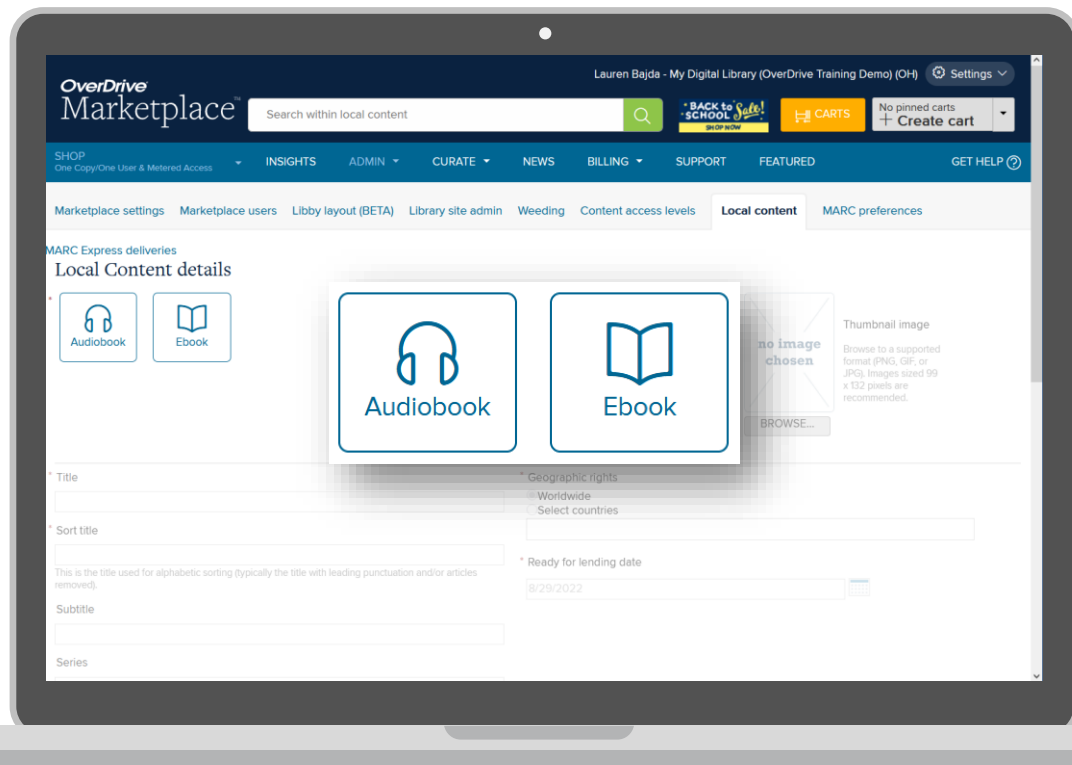 Lauren Bajda - My Digital Library (OverDrive Training Demo) (OH) Settings
OverDrive
Marketplace™
Search within local content
BACK to SCHOOL Sale!
SHOP NOW
CARTS
No pinned carts
+ Create cart
SHOP
One Copy/One User & Metered Access
INSIGHTS ADMIN CURATE NEWS BILLING SUPPORT FEATURED GET HELP ?
Marketplace settings Marketplace users Libby layout (BETA) Library site admin Weeding Content access levels Local content MARC preferences
MARC Express deliveries
Local Content details
*
Audiobook Ebook
Audiobook Ebook
no image
chosen
BROWSE...
Thumbnail image
Browse to a supported
format (PNG, GIF, or
JPG). Images sized 99
x 132 pixels are
recommended.
* Title
* Sort title
This is the title used for alphabetic sorting (typically the title with leading punctuation and/or articles
removed).
Subtitle
Series
* Geographic rights
Worldwide
Select countries
* Ready for lending date
8/29/2022